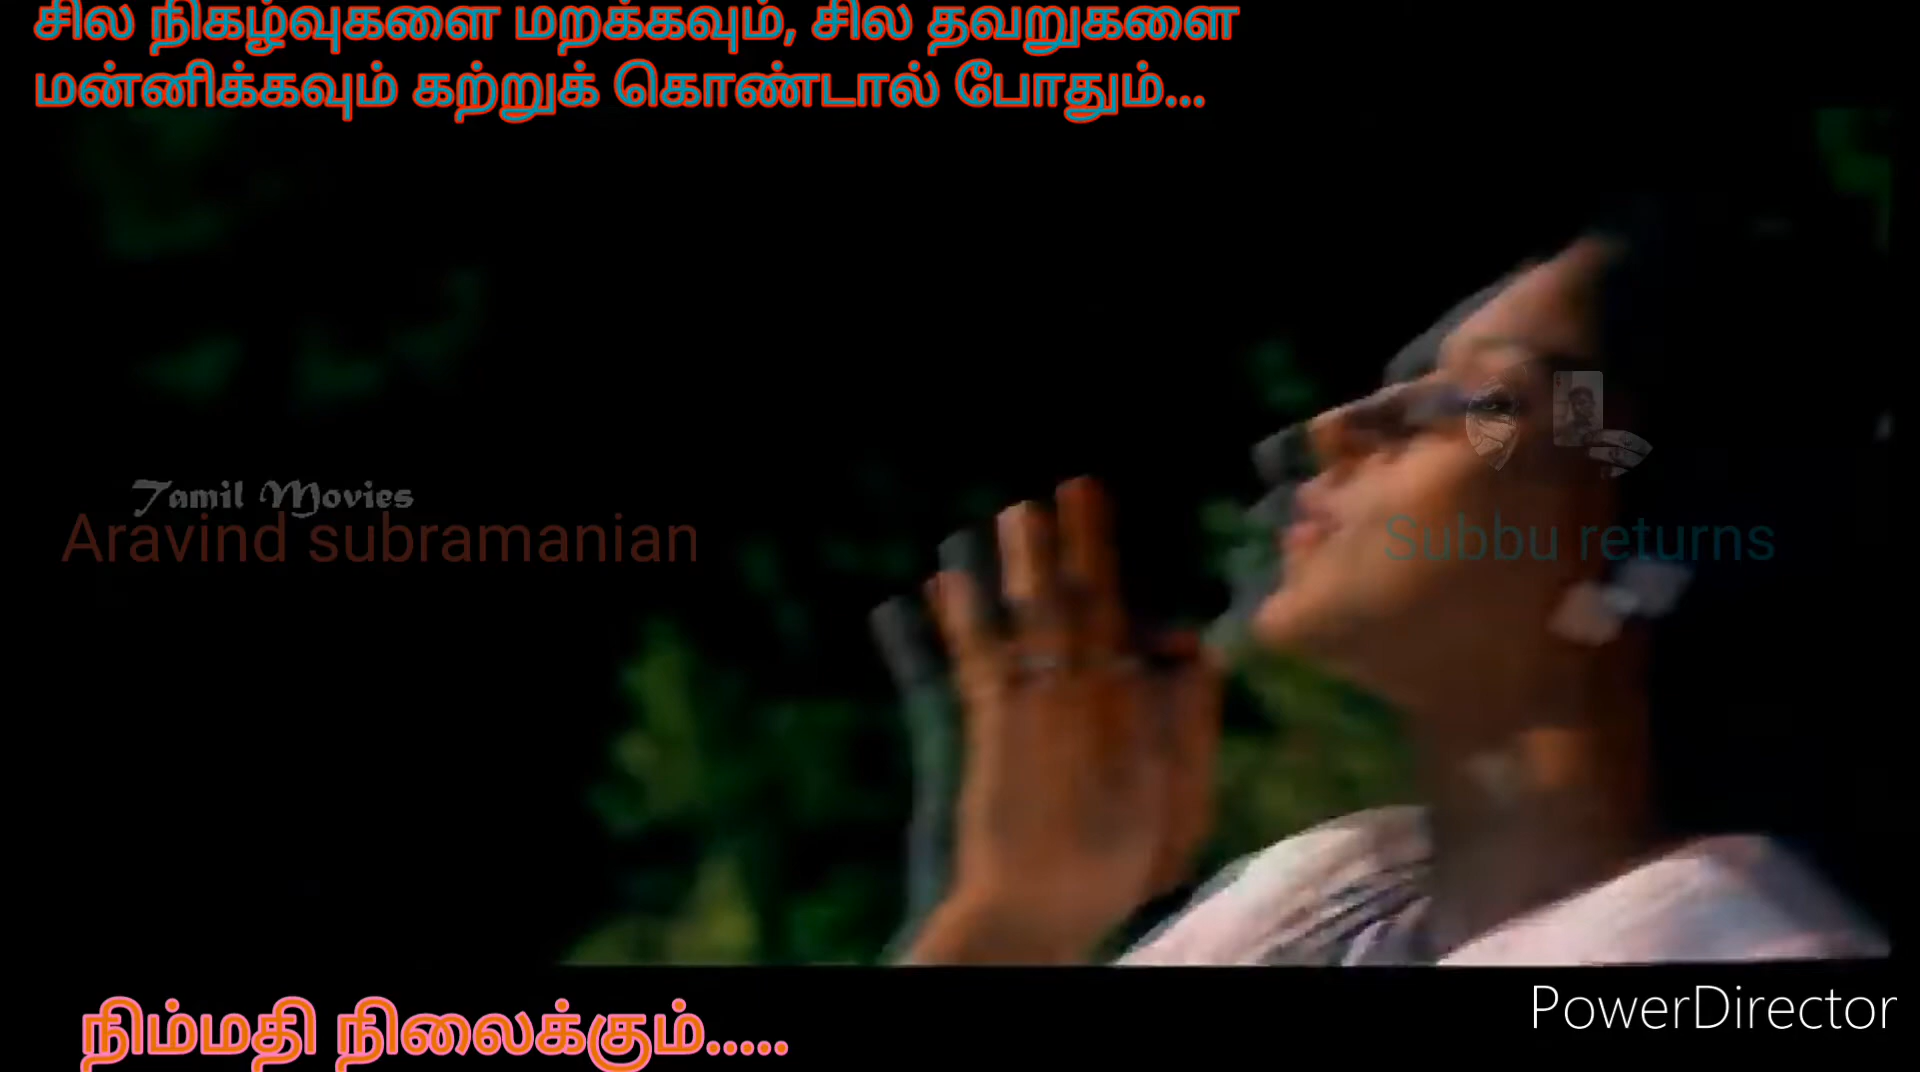 சில நிகழ்வுகளை மறக்கவும், சில தவறுகளை
மன்னிக்கவும் கற்றுக் கொண்டால் போதும்...
Tamil Movies
Aravind subramanian
Subbu returns
நிம்மதி நிலைக்கும்.....
PowerDirector